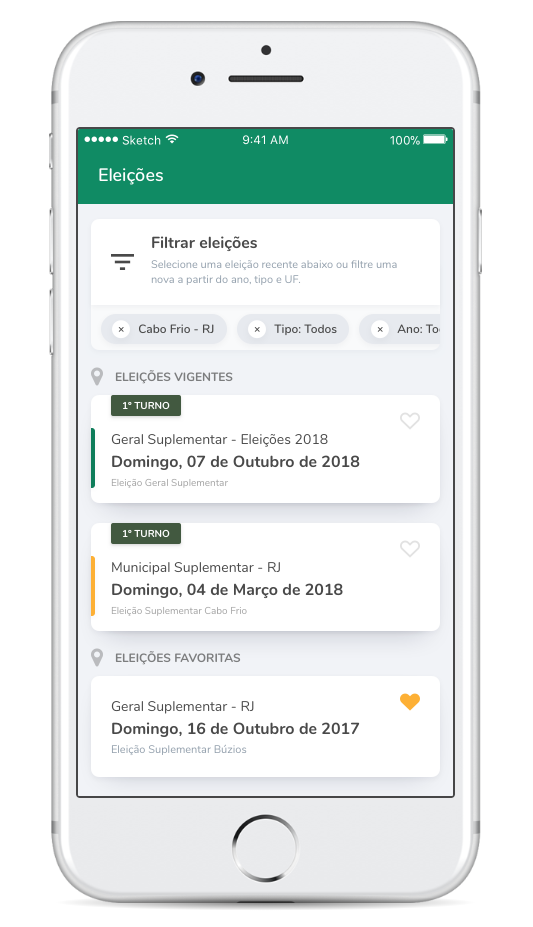 Sketch 9:41 AM 100%
Eleições
Filtrar eleições
Selecione uma eleição recente abaixo ou filtre uma
nova a partir do ano, tipo e UF.
× Cabo Frio - RJ × Tipo: Todos × Ano: To
ELEIÇÕES VIGENTES
1º TURNO
Geral Suplementar - Eleições 2018
Domingo, 07 de Outubro de 2018
Eleição Geral Suplementar
1º TURNO
Municipal Suplementar - RJ
Domingo, 04 de Março de 2018
Eleição Suplementar Cabo Frio
ELEIÇÕES FAVORITAS
Geral Suplementar - RJ
Domingo, 16 de Outubro de 2017
Eleição Suplementar Búzios